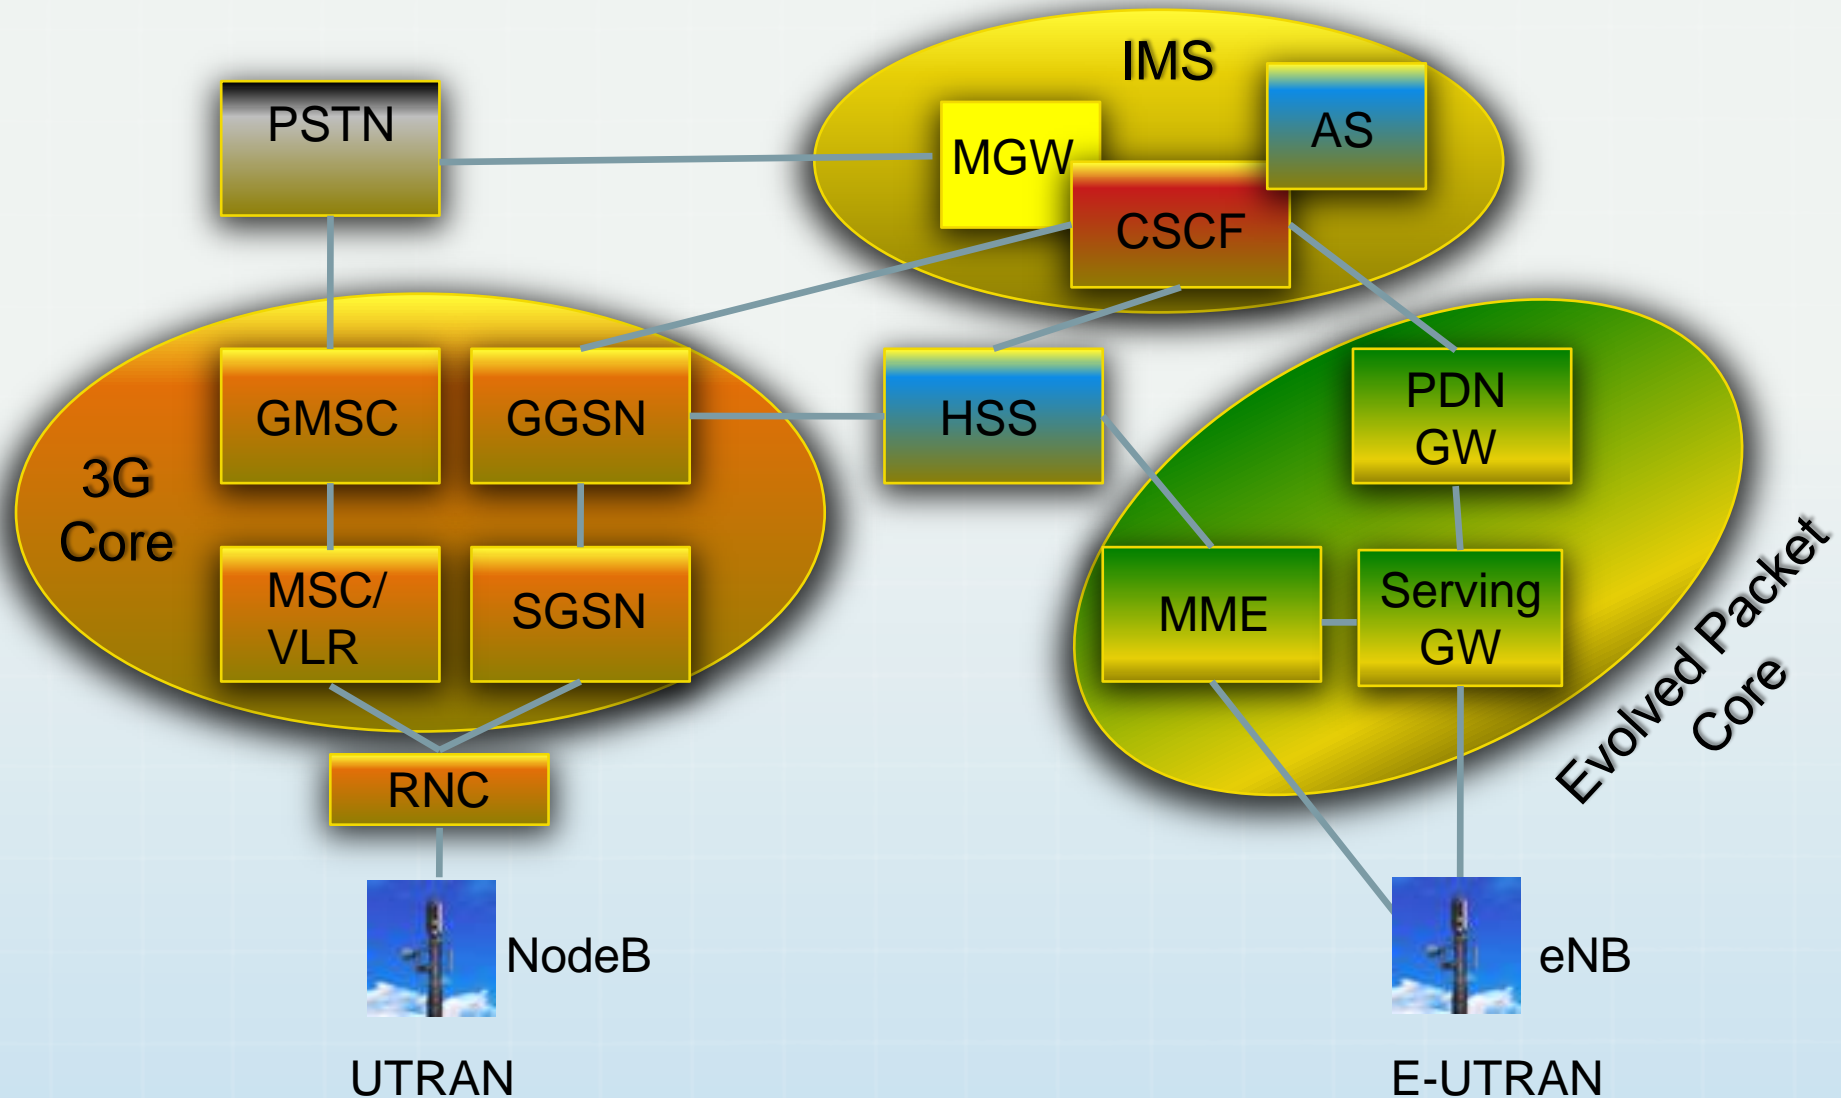 IMS
PSTN
MGW
AS
CSCF
GMSC
GGSN
HSS
PDN
GW
3G
Core
MSC/
VLR
SGSN
MME
Serving
GW
Evolved Packet
Core
RNC
NodeB
eNB
UTRAN
E-UTRAN